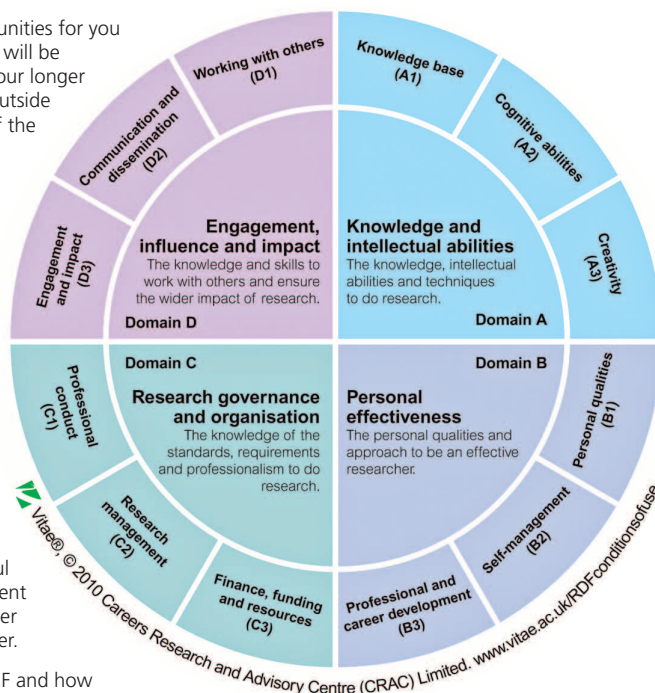 unities for you
will be
our longer
utside
f the
Working with others
(D1)
Knowledge base
(A1)
Communication and
dissemination
(D2)
Cognitive abilities
(A2)
Engagement
and impact
(D3)
Creativity
(A3)
Engagement,
influence and impact
The knowledge and skills to
work with others and ensure
the wider impact of research.
Domain D
Knowledge and
intellectual abilities
The knowledge, intellectual
abilities and techniques
to do research.
Domain A
Domain C
Research governance
and organisation
The knowledge of the
standards, requirements
and professionalism to do
research.
Domain B
Personal
effectiveness
The personal qualities and
approach to be an effective
researcher.
Professional
conduct
(C1)
Research
management
(C2)
Finance, funding
and resources
(C3)
Professional and
career development
(B3)
Self-management
(B2)
Personal qualities
(B1)
Vitae®, © 2010 Careers Research and Advisory Centre (CRAC) Limited. www.vitae.ac.uk/RDFconditionsofuse
ul
ent
er
er.
F and how